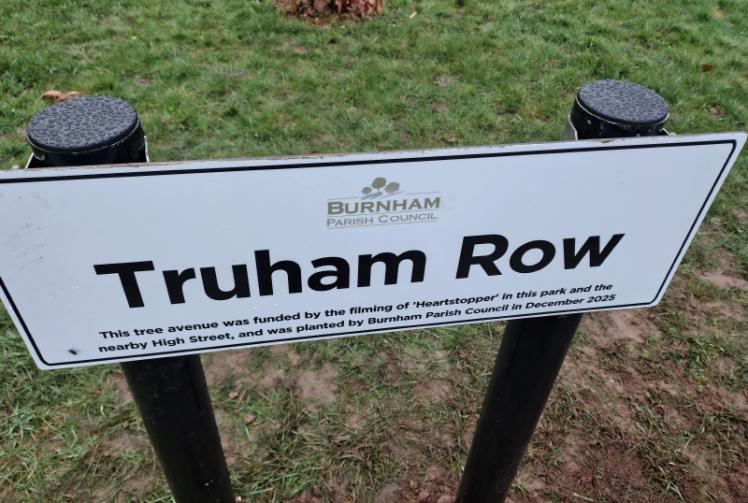 BURNHAM
PARISH COUNCIL
Truham Row
This tree avenue was funded by the filming of 'Heartstopper' in this park and the
nearby High Street, and was planted by Burnham Parish Council in December 2025